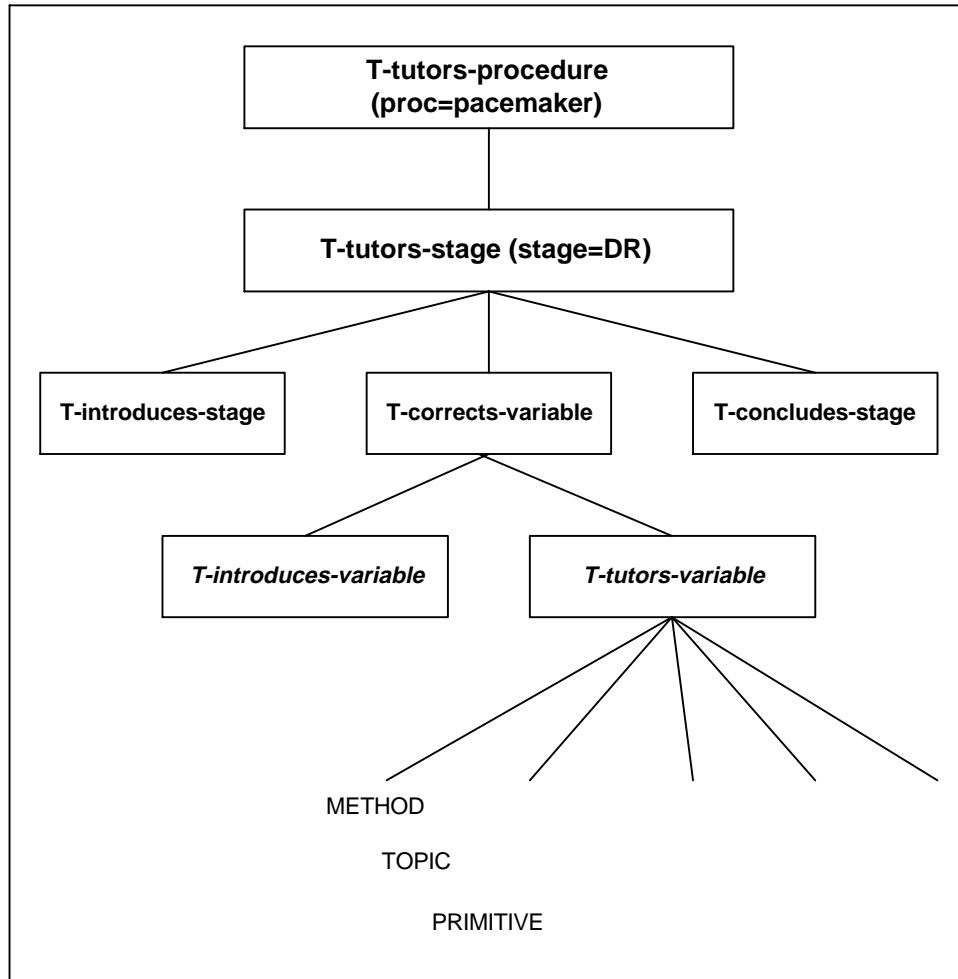 T-tutors-procedure
(proc=pacemaker)
T-tutors-stage (stage=DR)
T-introduces-stage
T-corrects-variable
T-concludes-stage
T-introduces-variable
T-tutors-variable
METHOD
TOPIC
PRIMITIVE